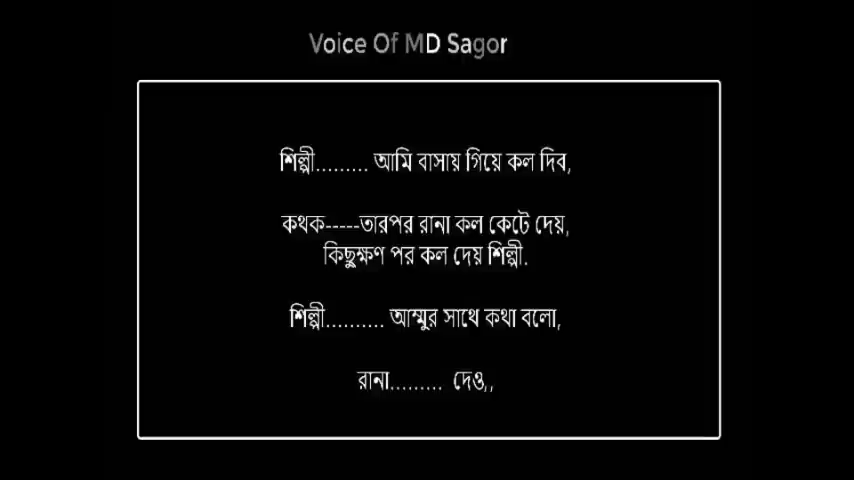 Voice Of MD Sagor
শিল্পী......... আমি বাসায় গিয়ে কল দিব,
কথক-----তারপর রানা কল কেটে দেয়,
কিছুক্ষণ পর কল দেয় শিল্পী.
শিল্পী.......... আম্মুর সাথে কথা বলো,
রানা......... দেও,,